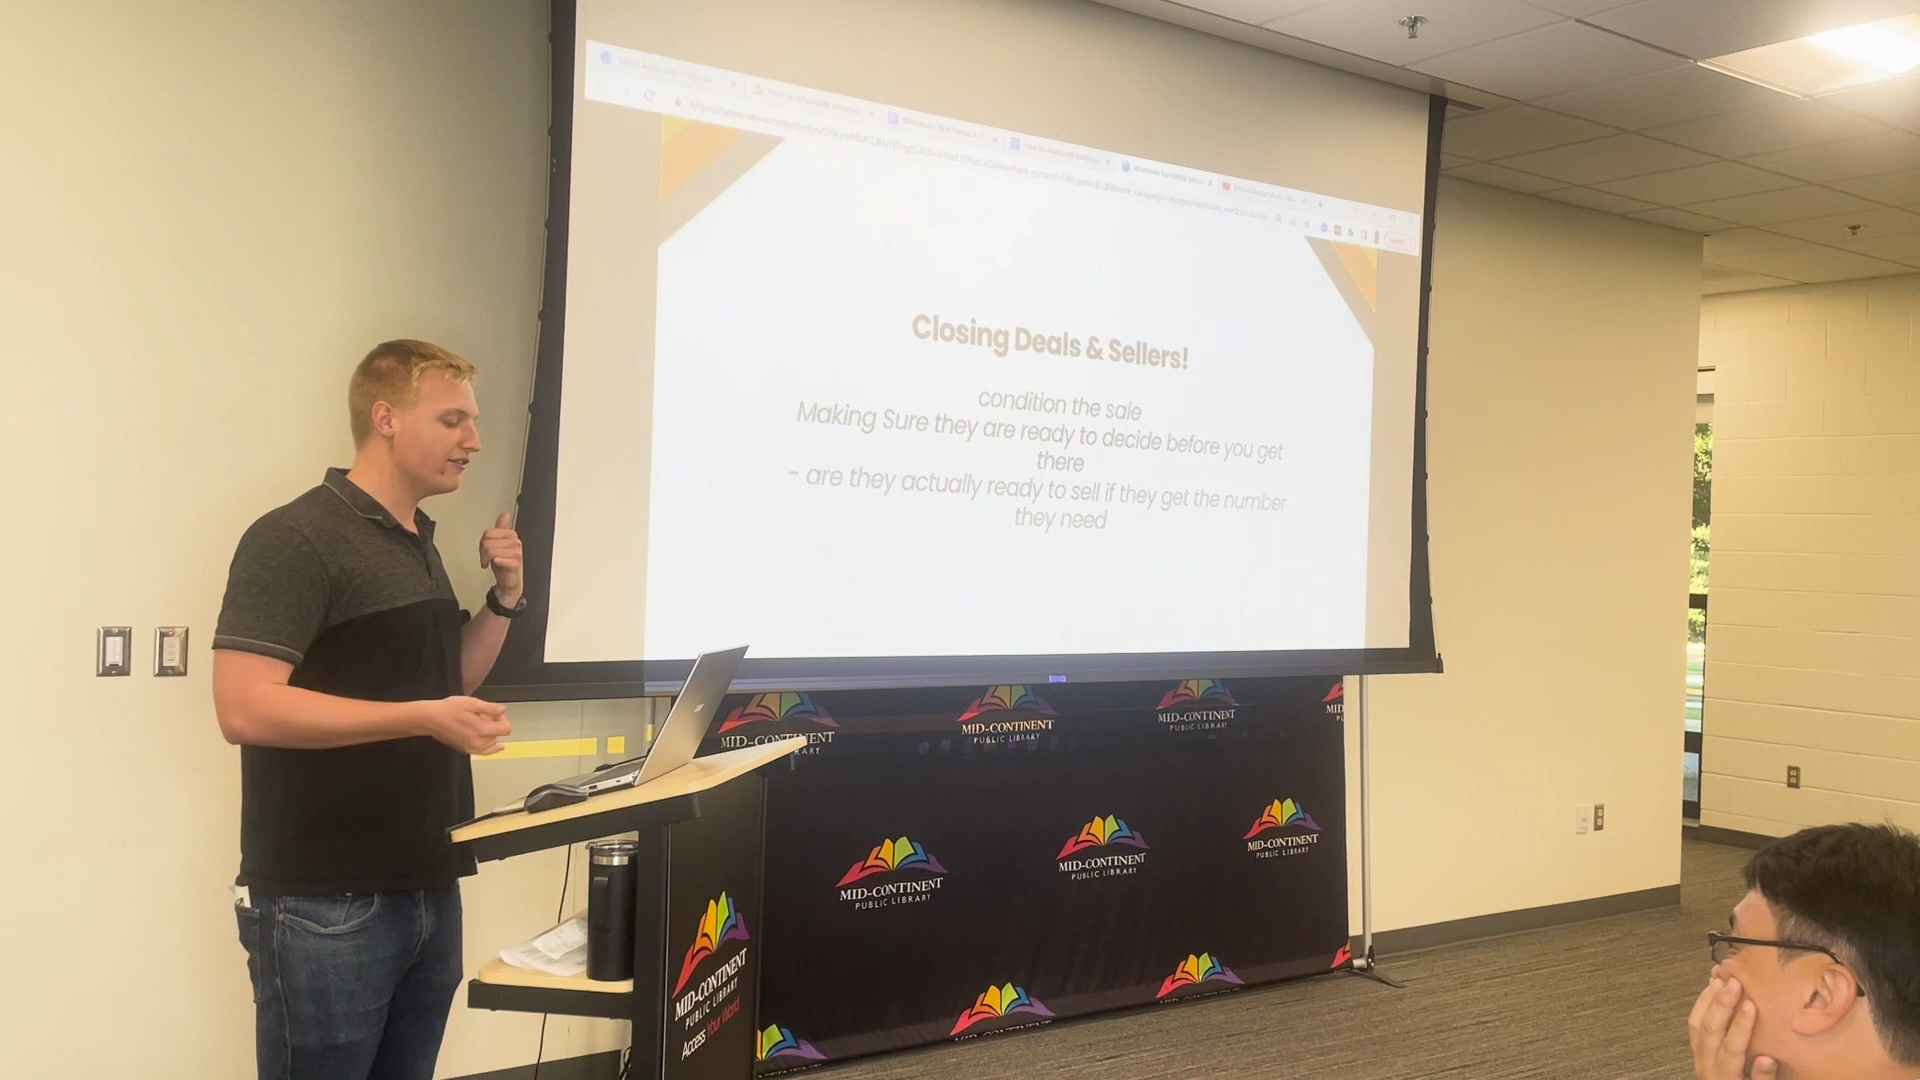 Closing Deals & Sellers!
condition the sale
Making Sure they are ready to decide before you get
there
- are they actually ready to sell if they get the number
they need
MID-CONTINENT
MID-CONTINENT
PUBLIC LIBRARY
MID-CONTINENT
PUBLIC LIBRARY
MID-CONTINENT
PUBLIC LIBRARY
MID-CONTINENT
PUBLIC LIBRARY
MID-CONTINENT
PUBLIC LIBRARY
MID-CONTINENT
PUBLIC LIBRARY
Access Your World
acer